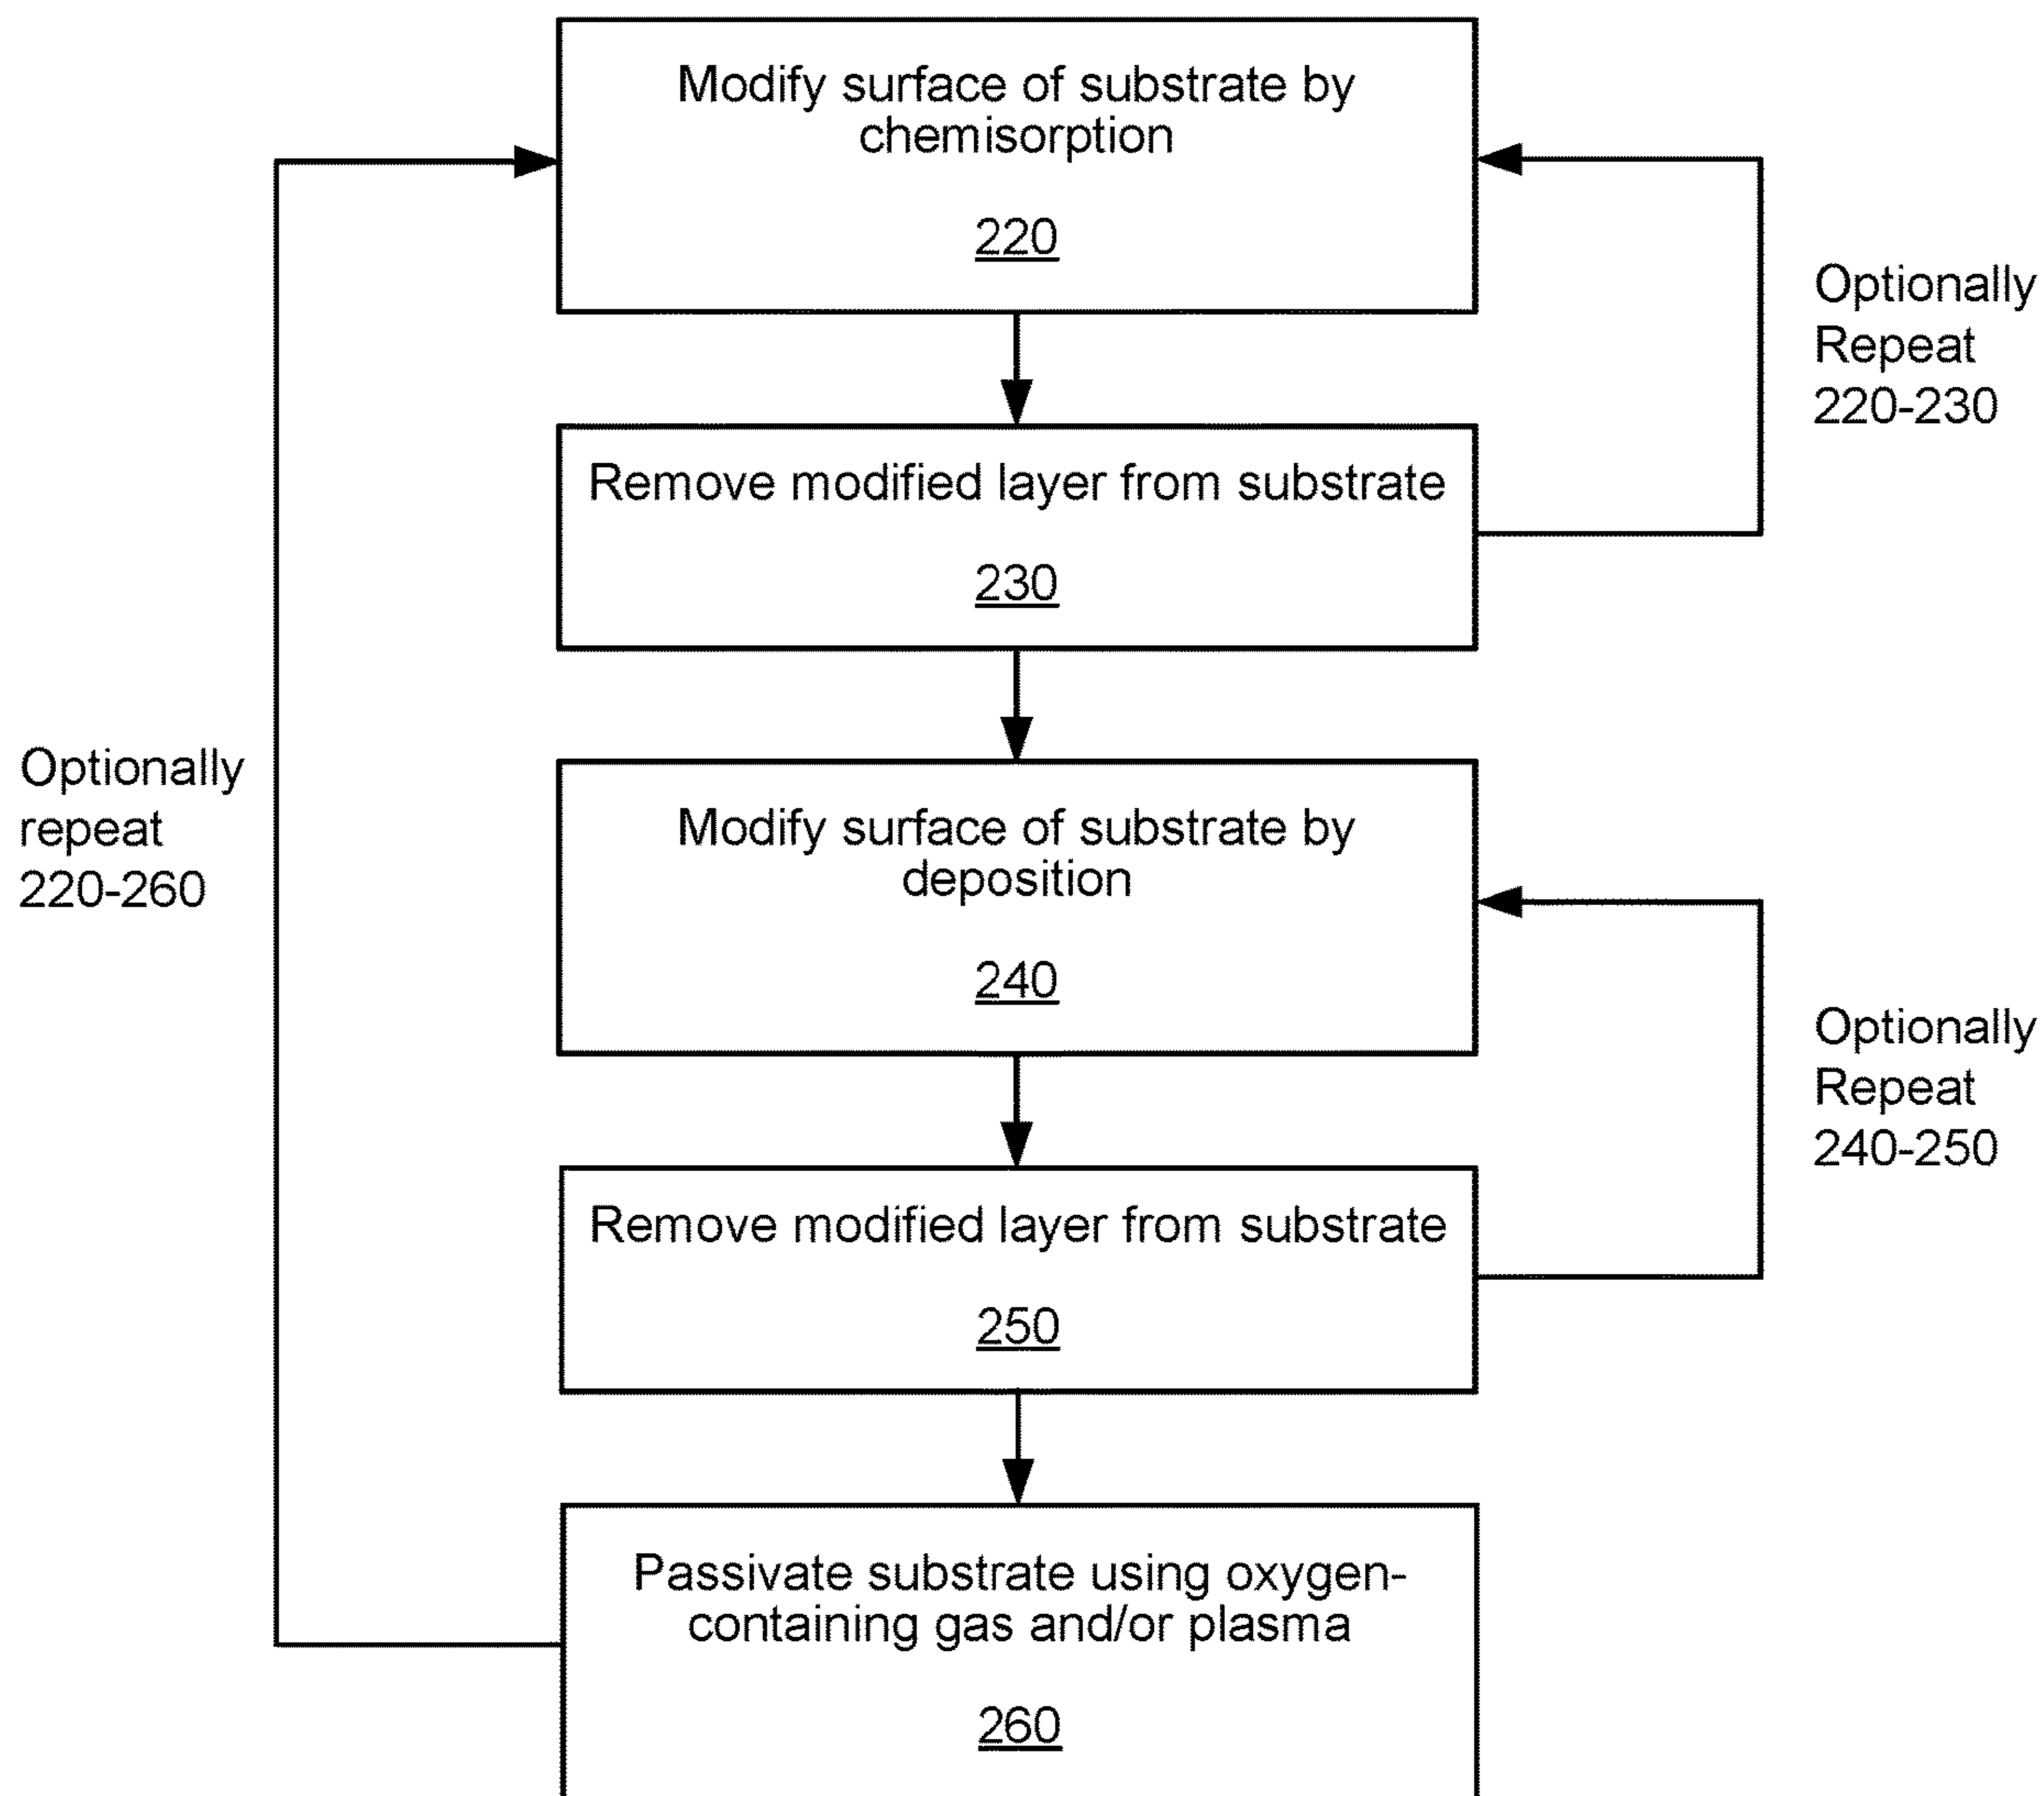 Modify surface of substrate by
chemisorption
220
Optionally
Repeat
220-230
Remove modified layer from substrate
230
Optionally
repeat
220-260
Modify surface of substrate by
deposition
240
Optionally
Repeat
240-250
Remove modified layer from substrate
250
Passivate substrate using oxygen-
containing gas and/or plasma
260